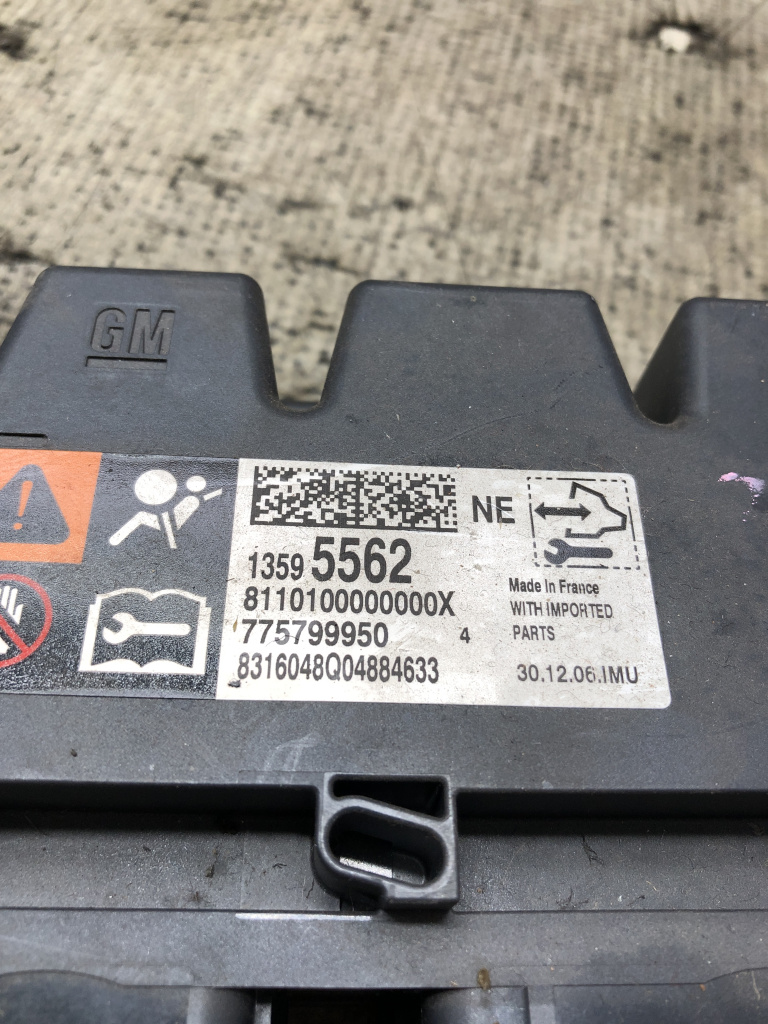 GM
NE
1359 5562
8110100000000X
775799950 4
8316048Q04884633
Made In France
WITH IMPORTED
PARTS
30.12.06.IMU